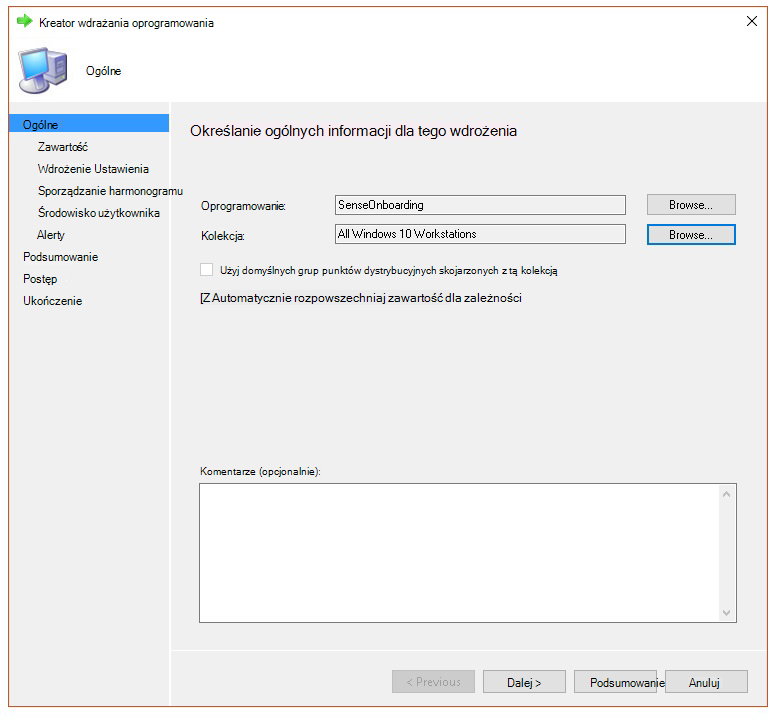 Kreator wdrażania oprogramowania
Ogólne
Ogólne
Zawartość
Wdrożenie Ustawienia
Sporządzanie harmonogramu
Środowisko użytkownika
Alerty
Podsumowanie
Postęp
Ukończenie
Określanie ogólnych informacji dla tego wdrożenia
Oprogramowanie: SenseOnboarding Browse...
Kolekcja: All Windows 10 Workstations Browse...
Użyj domyślnych grup punktów dystrybucyjnych skojarzonych z tą kolekcją
[Z Automatycznie rozpowszechniaj zawartość dla zależności
Komentarze (opcjonalnie):
< Previous Dalej > Podsumowanie Anuluj